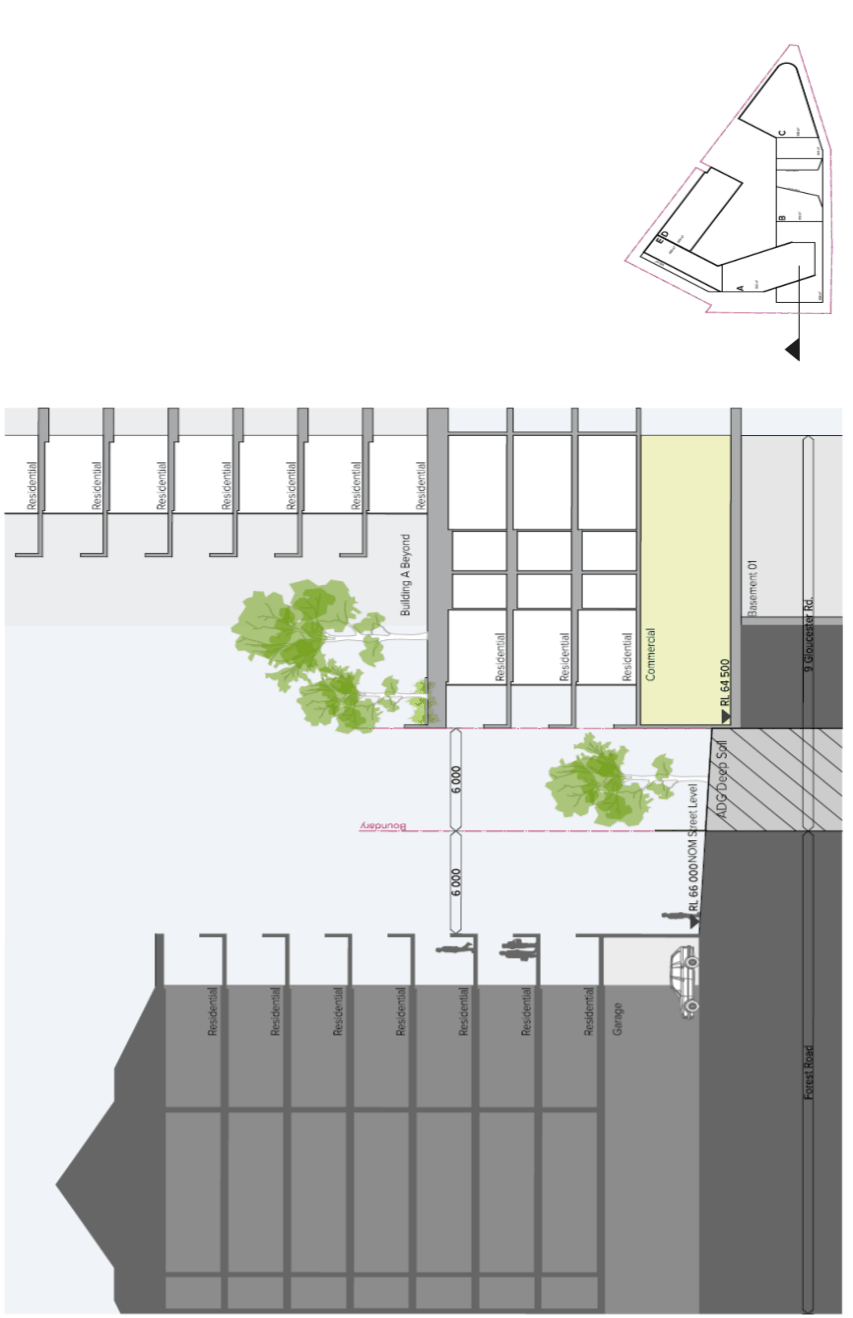 C
B
E
D
A
Residential
Residential
Residential
Residential
Residential
Residential
Residential
Building A Beyond
Residential
Residential
Residential
Commercial
RL 64 500
Basement 01
9 Gloucester Rd.
ADG Deep Soil
6 000
Boundary
6 000
RL 66 000 NOM Street Level
Residential
Residential
Residential
Residential
Residential
Residential
Residential
Garage
Forest Road